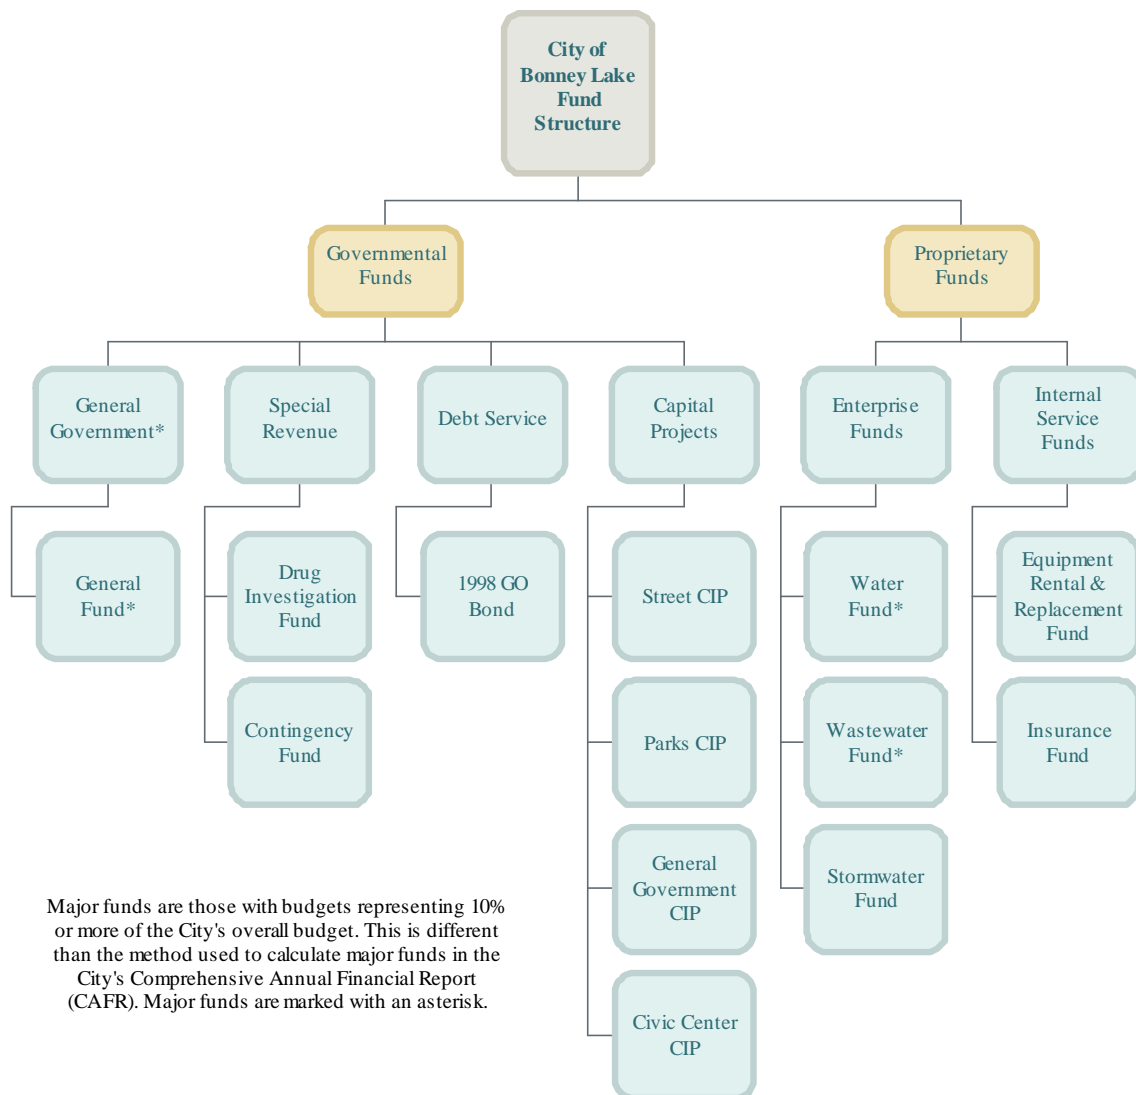 City of
Bonney Lake
Fund
Structure
Governmental
Funds
Proprietary
Funds
General
Government*
Special
Revenue
Debt Service
Capital
Projects
Enterprise
Funds
Internal
Service
Funds
General
Fund*
Drug
Investigation
Fund
1998 GO
Bond
Street CIP
Water
Fund*
Equipment
Rental &
Replacement
Fund
Contingency
Fund
Parks CIP
Wastewater
Fund*
Insurance
Fund
General
Government
CIP
Stormwater
Fund
Civic Center
CIP
Major funds are those with budgets representing 10%
or more of the City's overall budget. This is different
than the method used to calculate major funds in the
City's Comprehensive Annual Financial Report
(CAFR). Major funds are marked with an asterisk.